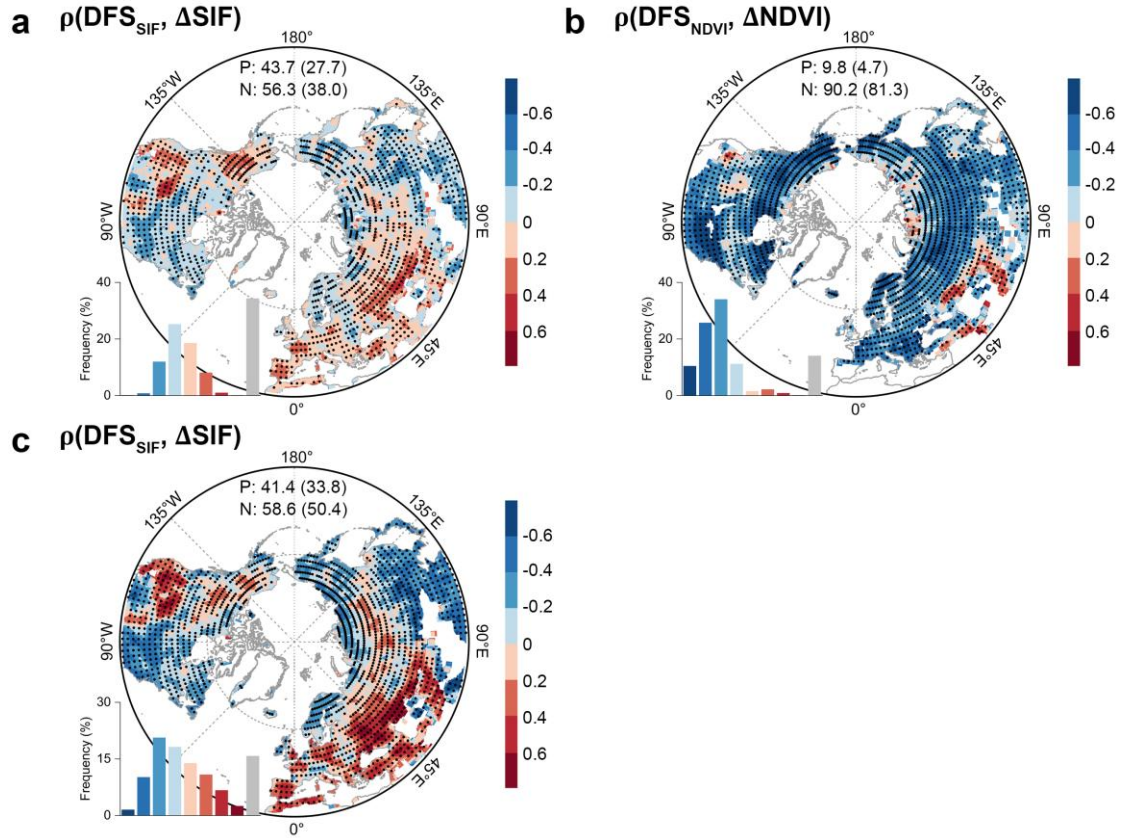 a ρ(DFS_SIF, ΔSIF)
180°
P: 43.7 (27.7)
N: 56.3 (38.0)
135°W
135°E
90°W
90°E
45°E
0°
-0.6
-0.4
-0.2
0
0.2
0.4
0.6
Frequency (%)
40
20
0
b ρ(DFS_NDVI, ΔNDVI)
180°
P: 9.8 (4.7)
N: 90.2 (81.3)
135°W
135°E
90°W
90°E
45°E
0°
-0.6
-0.4
-0.2
0
0.2
0.4
0.6
Frequency (%)
40
20
0
c ρ(DFS_SIF, ΔSIF)
180°
P: 41.4 (33.8)
N: 58.6 (50.4)
135°W
135°E
90°W
90°E
45°E
0°
-0.6
-0.4
-0.2
0
0.2
0.4
0.6
Frequency (%)
30
15
0